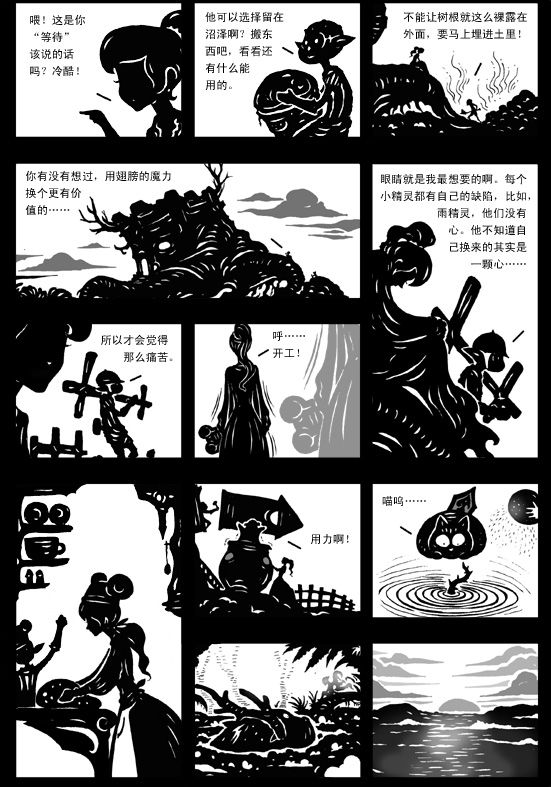 喂！这是你
“等待”
该说的话
吗？冷酷！
他可以选择留在
沼泽啊？搬东
西吧，看看还
有什么能
用的。
不能让树根就这么裸露在
外面，要马上埋进土里！
你有没有想过，用翅膀的魔力
换个更有价
值的……
眼睛就是我最想要的啊。每个
小精灵都有自己的缺陷，比如，
雨精灵，他们没有
心。他不知道自
己换来的其实是
一颗心……
所以才会觉得
那么痛苦。
呼……
开工！
用力啊！
喵呜……